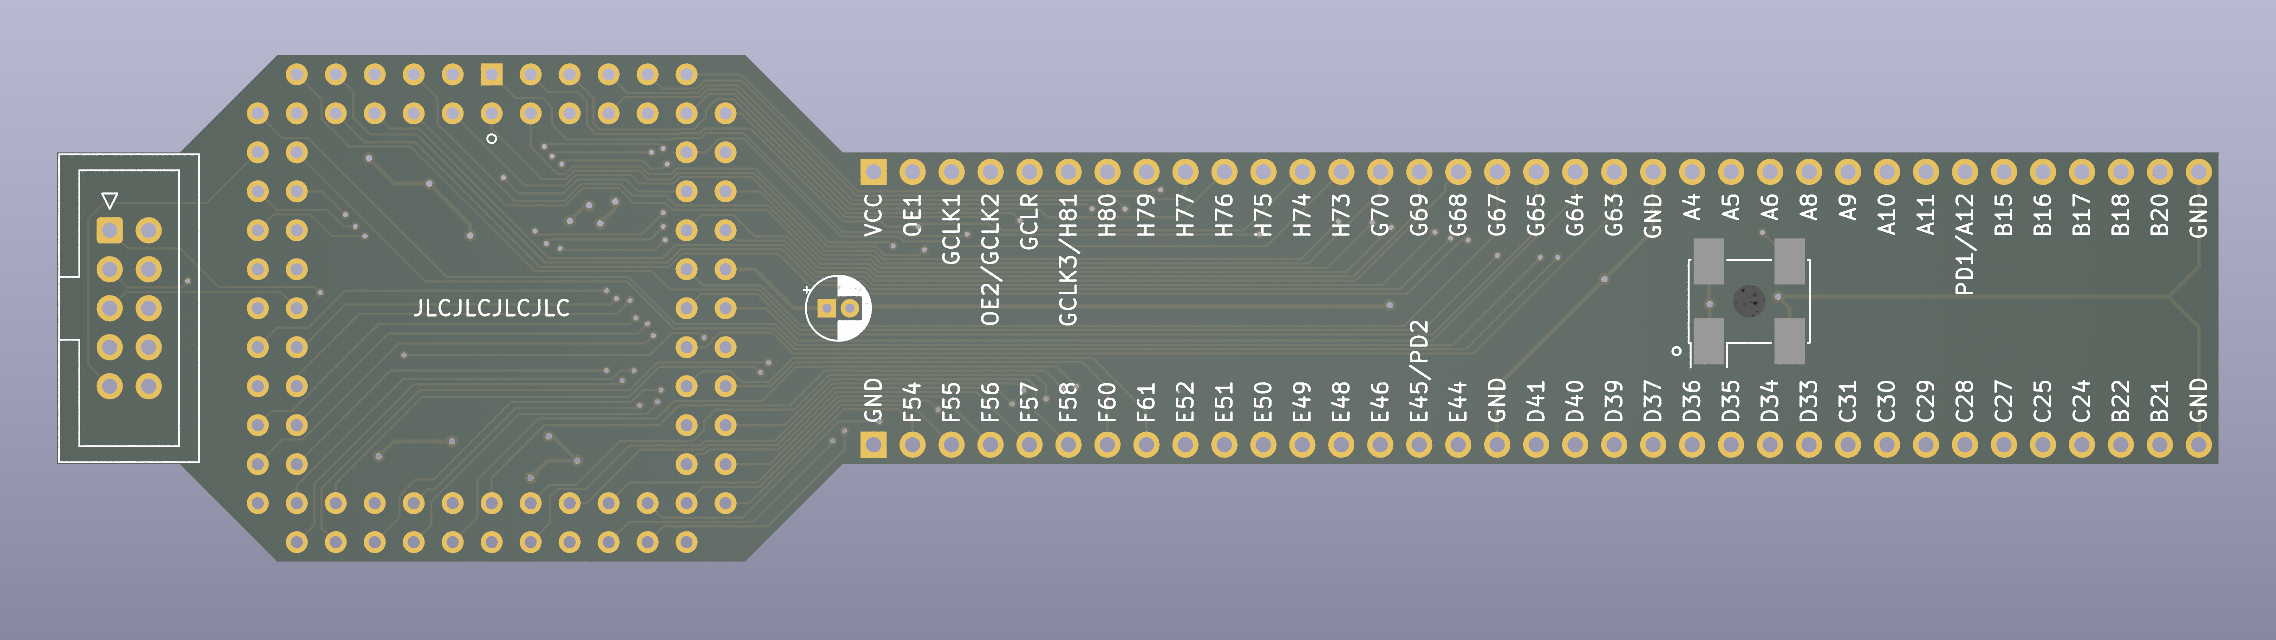 VCC
OE1
GCLK1
OE2/GCLK2
GCLR
GCLK3/H81
H80
H79
H77
H76
H75
H74
H73
G70
G69
G68
G67
G65
G64
G63
GND
A4
A5
A6
A8
A9
A10
A11
PD1/A12
B15
B16
B17
B18
B20
GND
JLCJLCJLCJLC
+
GND
F54
F55
F56
F57
F58
F60
F61
E52
E51
E50
E49
E48
E46
E45/PD2
E44
GND
D41
D40
D39
D37
D36
D35
D34
D33
C31
C30
C29
C28
C27
C25
C24
B22
B21
GND